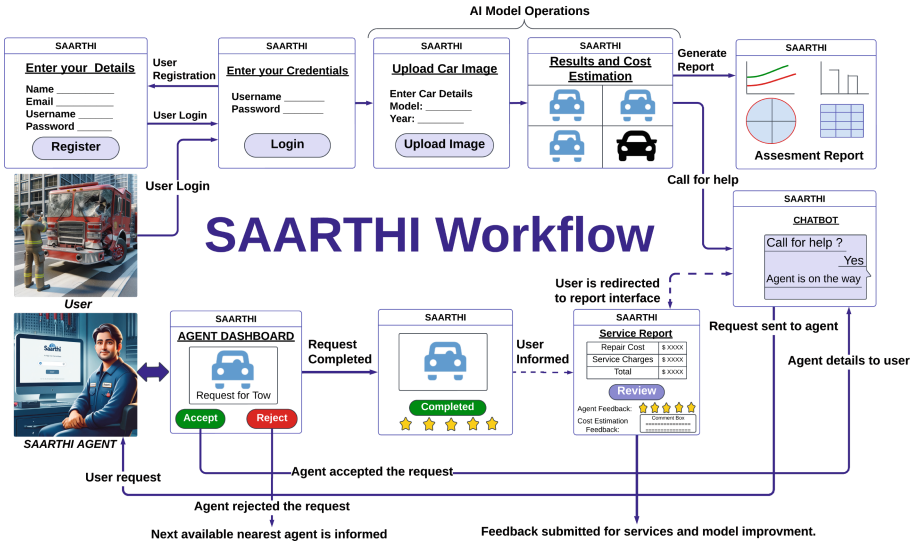 AI Model Operations
SAARTHI
Enter your Details
Name
Email
Username
Password
Register
User
Registration
User Login
SAARTHI
Enter your Credentials
Username
Password
Login
SAARTHI
Upload Car Image
Enter Car Details
Model:
Year:
Upload Image
SAARTHI
Results and Cost
Estimation
Generate
Report
SAARTHI
Assesment Report
User Login
User
SAARTHI Workflow
Call for help
SAARTHI
CHATBOT
Call for help ?
Yes
Agent is on the way
User is redirected
to report interface
Saarthi
SAARTHI AGENT
SAARTHI
AGENT DASHBOARD
Request for Tow
Accept
Reject
Request
Completed
SAARTHI
Completed
User
Informed
SAARTHI
Service Report
Repair Cost $ XXXX
Service Charges $ XXXX
Total $ XXXX
Review
Agent Feedback:
Cost Estimation
Feedback:
Comment Box
Request sent to agent
Agent details to user
User request
Agent accepted the request
Agent rejected the request
Next available nearest agent is informed
Feedback submitted for services and model improvment.